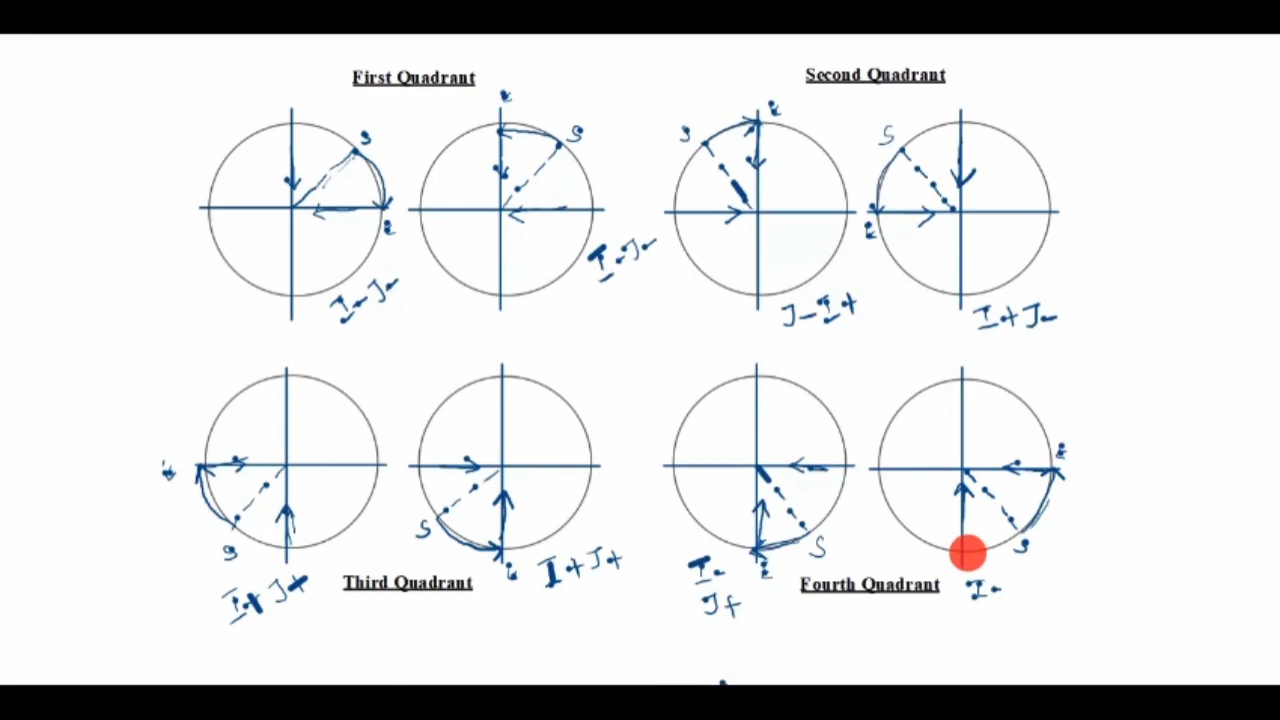 First Quadrant
Second Quadrant
S
S
S
S
I-J-
I-J-
J-I+
I+J-
S
S
S
S
I+J+
I+J+
I-
J+
I-
Third Quadrant
Fourth Quadrant